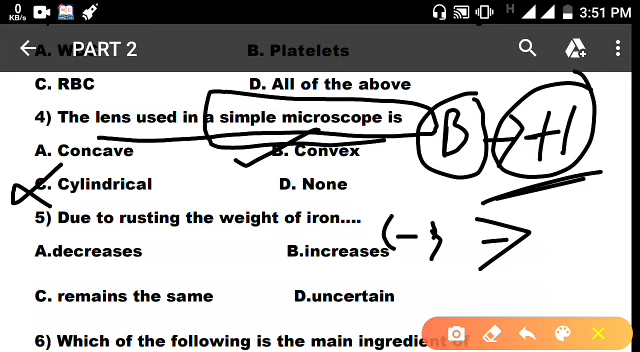 0
KB/s
H
3:51 PM
PART 2
A. W
B. Platelets
C. RBC
D. All of the above
4) The lens used in a simple microscope is
A. Concave
B. Convex
C. Cylindrical
D. None
B → +1
5) Due to rusting the weight of iron....
(-)
A.decreases
B.increases
C. remains the same
D.uncertain
6) Which of the following is the main ingredient of